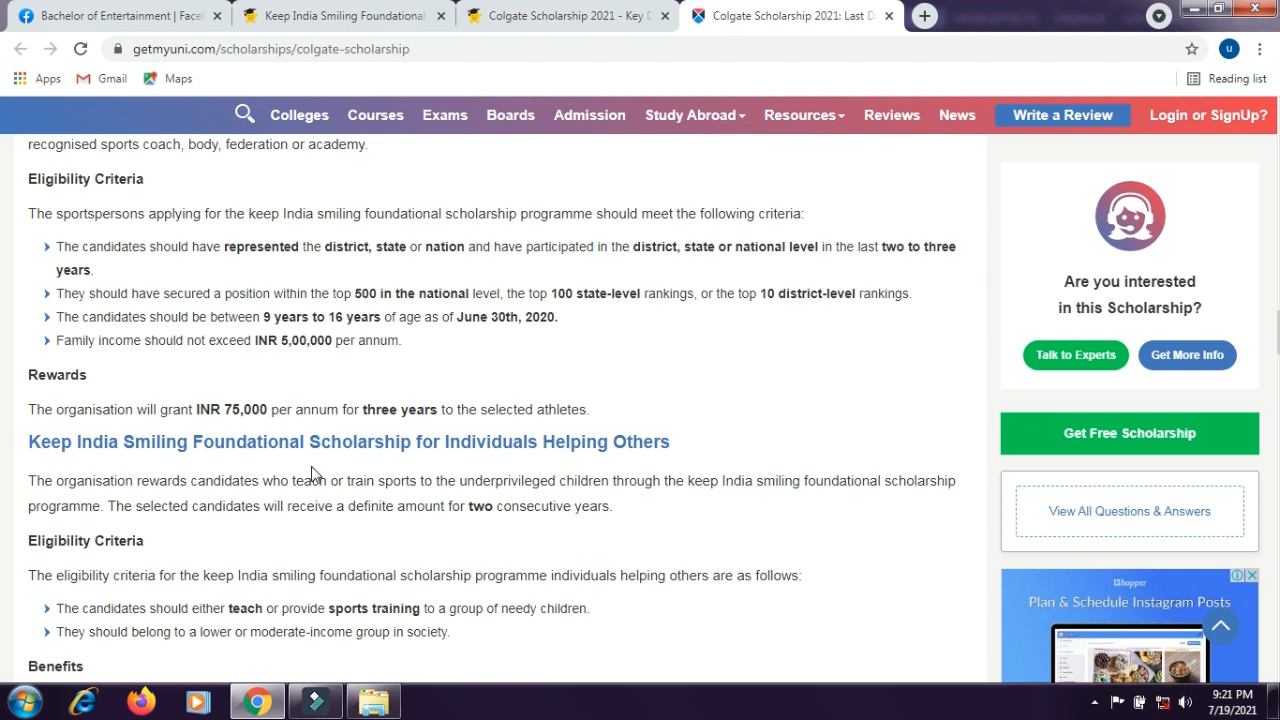 Bachelor of Entertainment | Face
Keep India Smiling Foundational
Colgate
ship 2021 - Key D
Colgate Scholarship 2021: Last D
getmyuni.com/scholarships/colgate-scholarship
u
Apps
Gmail
Maps
Reading list
Colleges
Courses
Exams
Boards
Admission
Study Abroad
Resources
Reviews
News
Write a Review
Login or SignUp?
recognised sports coach, body, federation or academy.
Eligibility Criteria
The sportspersons applying for the keep India smiling foundational scholarship programme should meet the following criteria:
The candidates should have represented the district, state or nation and have participated in the district, state or national level in the last two to three
years.
They should have secured a position within the top 500 in the national level, the top 100 state-level rankings, or the top 10 district-level rankings.
The candidates should be between 9 years to 16 years of age as of June 30th, 2020.
Family income should not exceed INR 5,00,000 per annum.
Rewards
The organisation will grant INR 75,000 per annum for three years to the selected athletes.
Keep India Smiling Foundational Scholarship for Individuals Helping Others
The organisation rewards candidates who teach or train sports to the underprivileged children through the keep India smiling foundational scholarship
programme. The selected candidates will receive a definite amount for two consecutive years.
Eligibility Criteria
The eligibility criteria for the keep India smiling foundational scholarship programme individuals helping others are as follows:
The candidates should either teach or provide sports training to a group of needy children.
They should belong to a lower or moderate-income group in society.
Benefits
Are you interested
in this Scholarship?
Talk to Experts
Get More Info
Get Free Scholarship
View All Questions & Answers
hopper
Plan & Schedule Instagram Posts
9:21 PM
7/19/2021